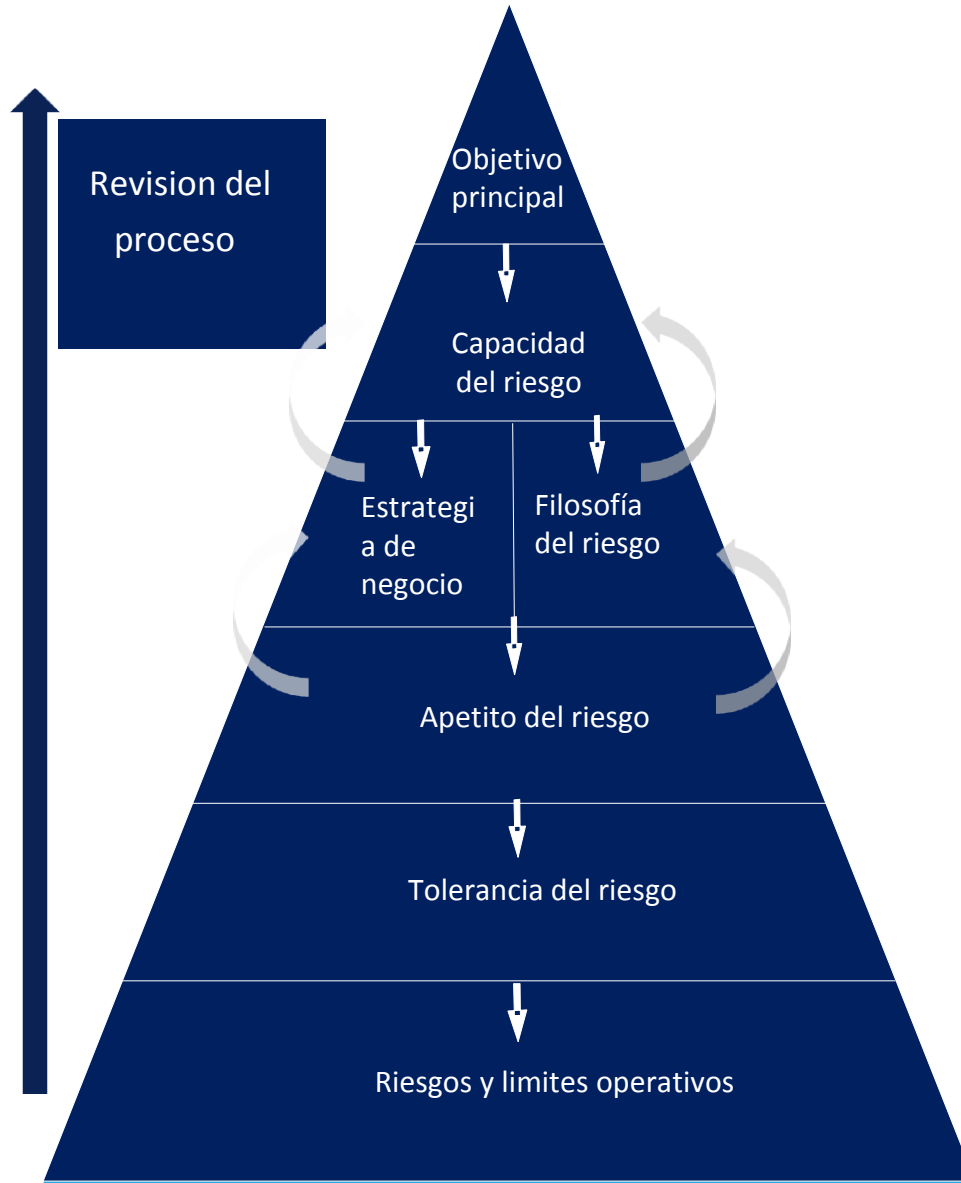 Revision del
proceso
Objetivo
principal
Capacidad
del riesgo
Estrategi
a de
negocio
Filosofía
del riesgo
Apetito del riesgo
Tolerancia del riesgo
Riesgos y limites operativos